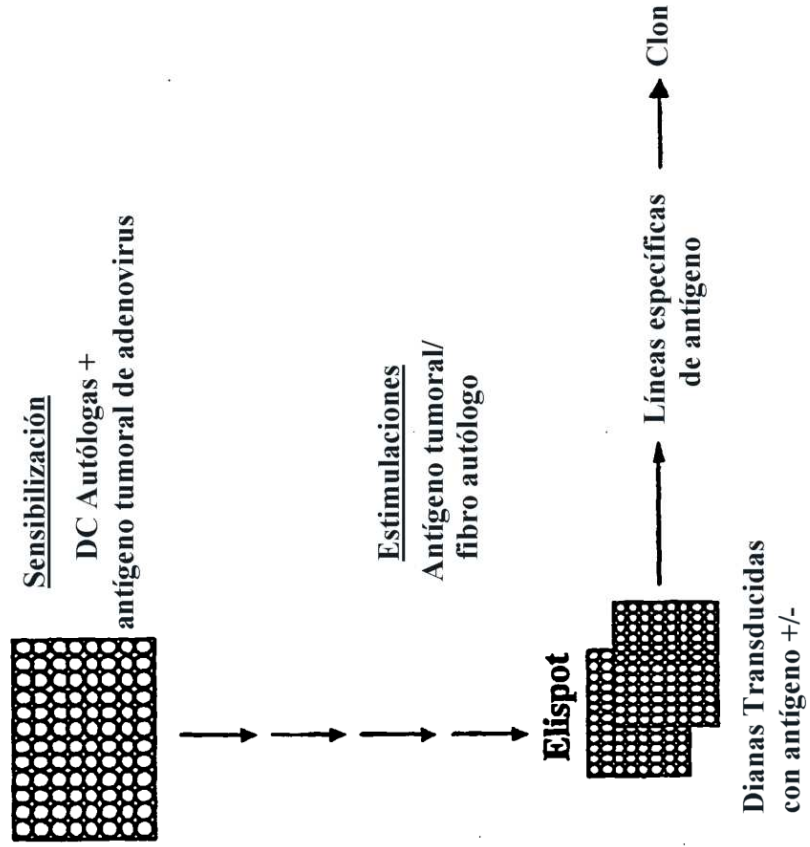 Sensibilización
DC Autólogas +
antígeno tumoral de adenovirus
Estimulaciones
Antígeno tumoral/
fibro autólogo
Elispot
Dianas Transducidas
con antígeno +/-
Líneas específicas
de antígeno
Clon